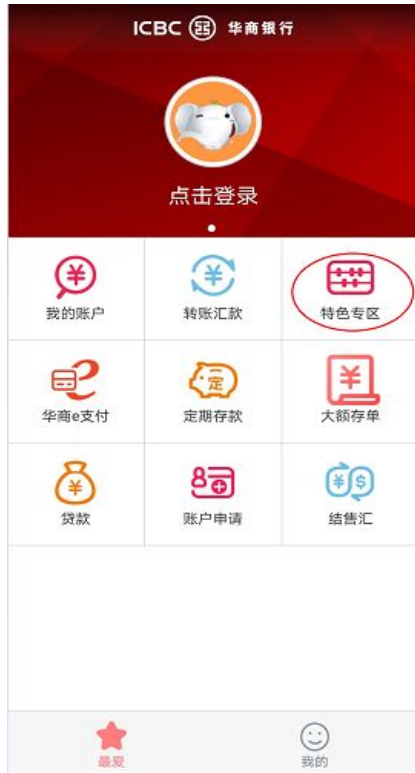 ICBC 华商银行
点击登录
我的账户
转账汇款
特色专区
华商e支付
定
定期存款
大额存单
贷款
账户申请
结售汇
最爱
我的